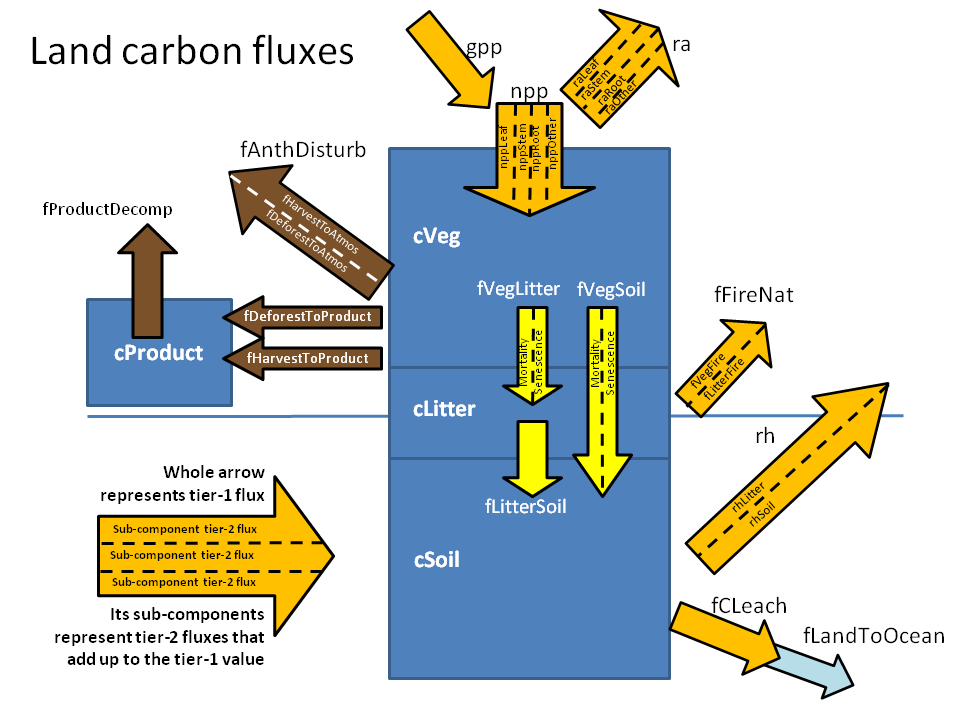 Land carbon fluxes
gpp
ra
raLeaf
raStem
raRoot
raOther
npp
nppLeaf
nppStem
nppRoot
nppOther
fAnthDisturb
fHarvestToAtmos
fDeforestToAtmos
fProductDecomp
cVeg
fVegLitter
fVegSoil
fFireNat
fVegFire
fLitterFire
fDeforestToProduct
fHarvestToProduct
cProduct
Mortality
Senescence
Mortality
Senescence
cLitter
rh
rhLitter
rhSoil
Whole arrow
represents tier-1 flux
Sub-component tier-2 flux
Sub-component tier-2 flux
Sub-component tier-2 flux
fLitterSoil
cSoil
Its sub-components
represent tier-2 fluxes that
add up to the tier-1 value
fCLeach
fLandToOcean